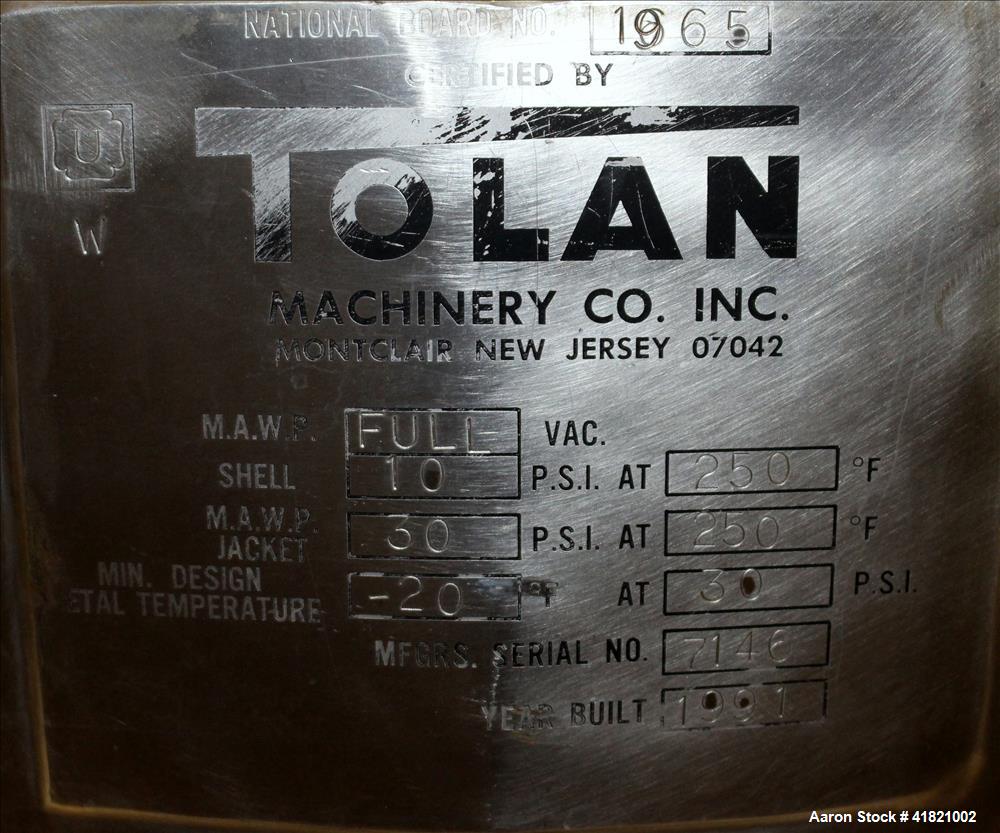 NATIONAL BOARD NO. 1965
CERTIFIED BY
U
W
TOLAN
MACHINERY CO. INC.
MONTCLAIR NEW JERSEY 07042
M.A.W.P. FULL VAC.
SHELL 10 P.S.I. AT 250 °F
M.A.W.P. JACKET 30 P.S.I. AT 250 °F
MIN. DESIGN
ETAL TEMPERATURE -20 °F AT 30 P.S.I.
MFGRS. SERIAL NO. 7146
YEAR BUILT 1991
Aaron Stock # 41821002